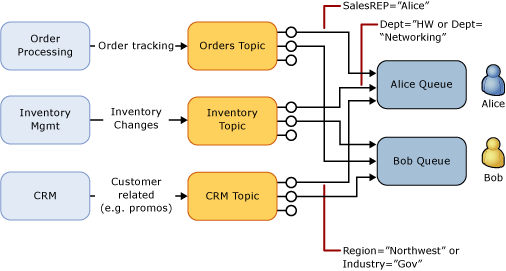 SalesREP=“Alice”
Dept=“HW or Dept=
“Networking”
Order
Processing
Order tracking
Orders Topic
Alice Queue
Alice
Inventory
Mgmt
Inventory
Changes
Inventory
Topic
Bob Queue
Bob
CRM
Customer
related
(e.g. promos)
CRM Topic
Region=“Northwest” or
Industry=“Gov”